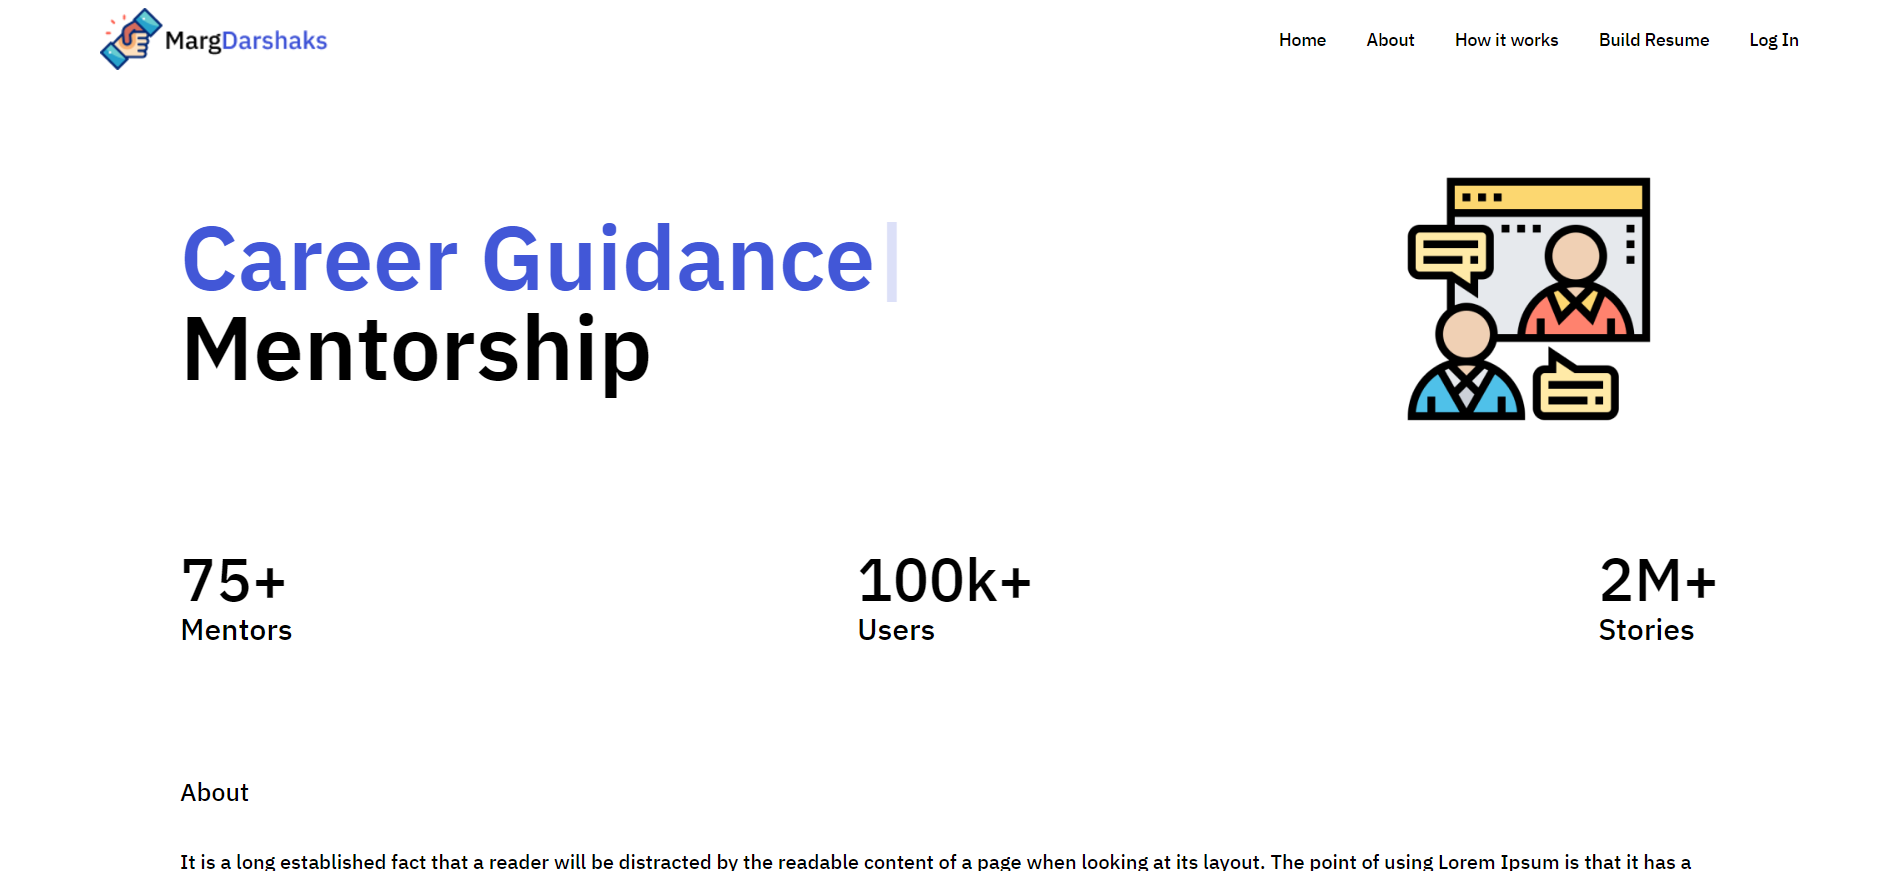 MargDarshaks
Home About How it works Build Resume Log In
Career Guidance
Mentorship
75+ 100k+ 2M+
Mentors Users Stories
About
It is a long established fact that a reader will be distracted by the readable content of a page when looking at its layout. The point of using Lorem Ipsum is that it has a